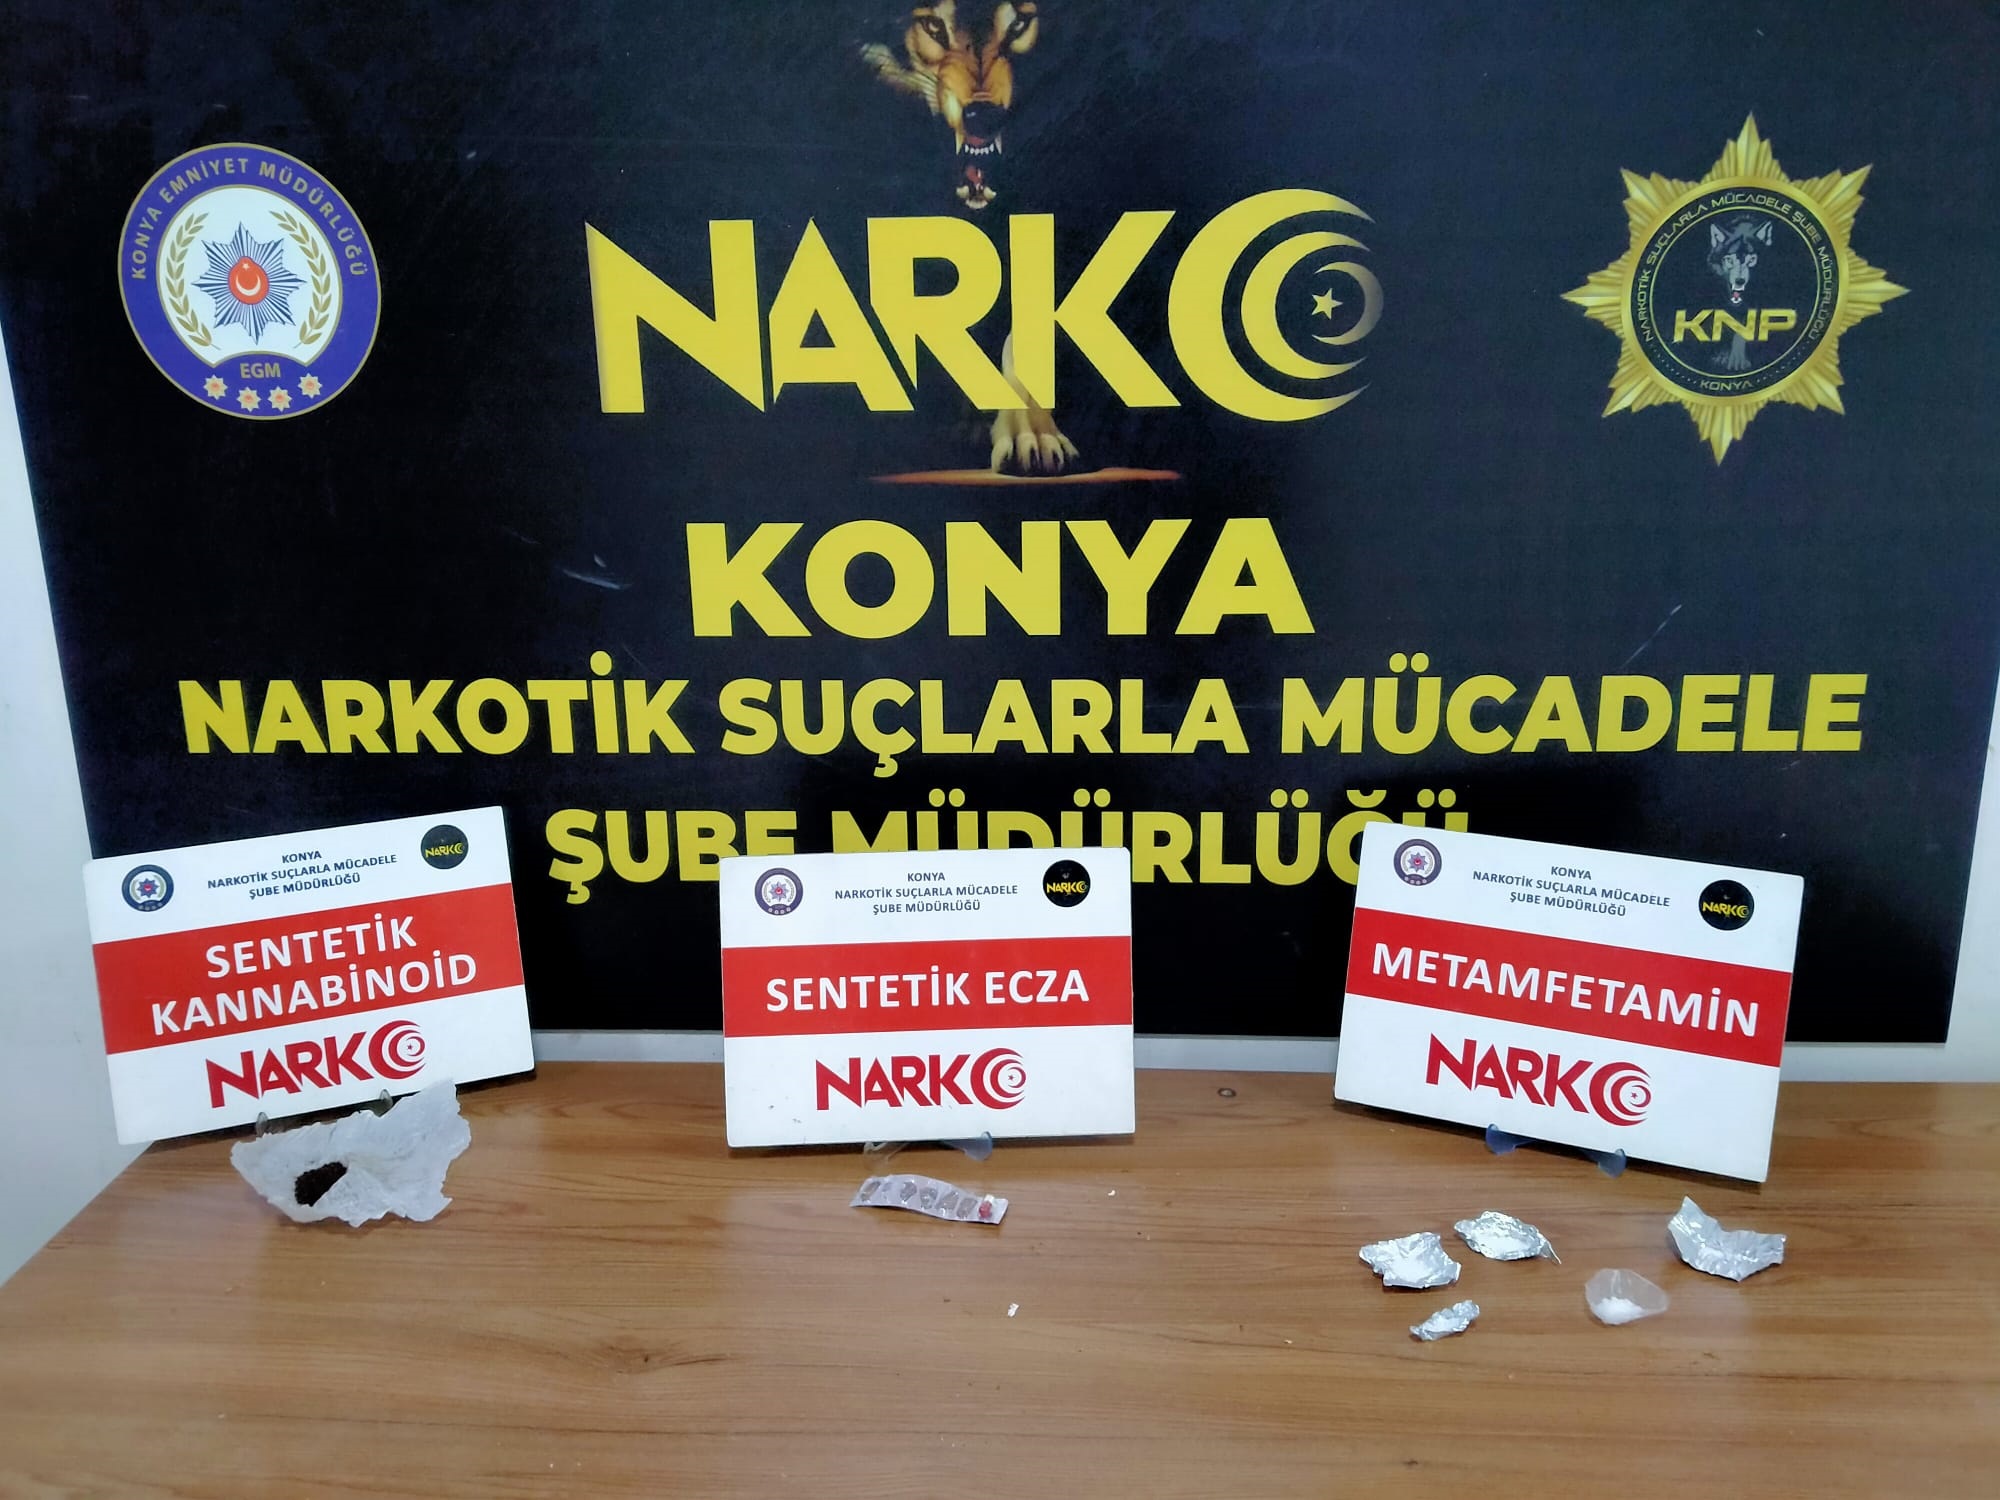 KONYA EMNİYET MÜDÜRLÜĞÜ
EGM
NARKO
NARKOTİK SUÇLARLA MÜCADELE ŞUBE MÜDÜRLÜĞÜ
KNP
KONYA
KONYA
NARKOTİK SUÇLARLA MÜCADELE
ŞUBE MÜDÜRLÜĞÜ
KONYA
NARKOTİK SUÇLARLA MÜCADELE
ŞUBE MÜDÜRLÜĞÜ
NARKO
SENTETİK
KANNABİNOİD
NARKO
KONYA
NARKOTİK SUÇLARLA MÜCADELE
ŞUBE MÜDÜRLÜĞÜ
NARKO
SENTETİK ECZA
NARKO
KONYA
NARKOTİK SUÇLARLA MÜCADELE
ŞUBE MÜDÜRLÜĞÜ
NARKO
METAMFETAMİN
NARKO